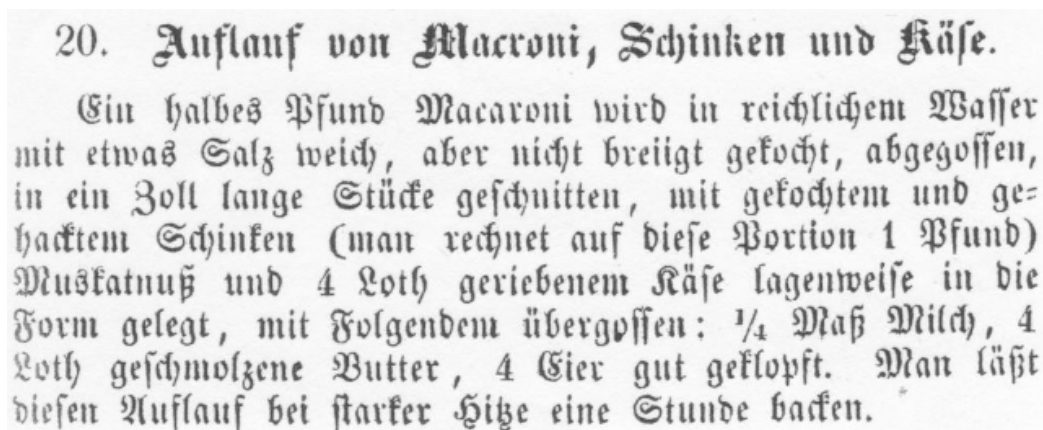 20. Auflauf von Macroni, Schinken und Käse.
Ein halbes Pfund Macaroni wird in reichlichem Wasser
mit etwas Salz weich, aber nicht breiigt gekocht, abgegossen,
in ein Zoll lange Stücke geschnitten, mit gekochtem und ge=
hacktem Schinken (man rechnet auf diese Portion 1 Pfund)
Muskatnuß und 4 Loth geriebenem Käse lagenweise in die
Form gelegt, mit Folgendem übergossen: 1/4 Maß Milch, 4
Loth geschmolzene Butter, 4 Eier gut geklopft. Man läßt
diesen Auflauf bei starker Hitze eine Stunde backen.